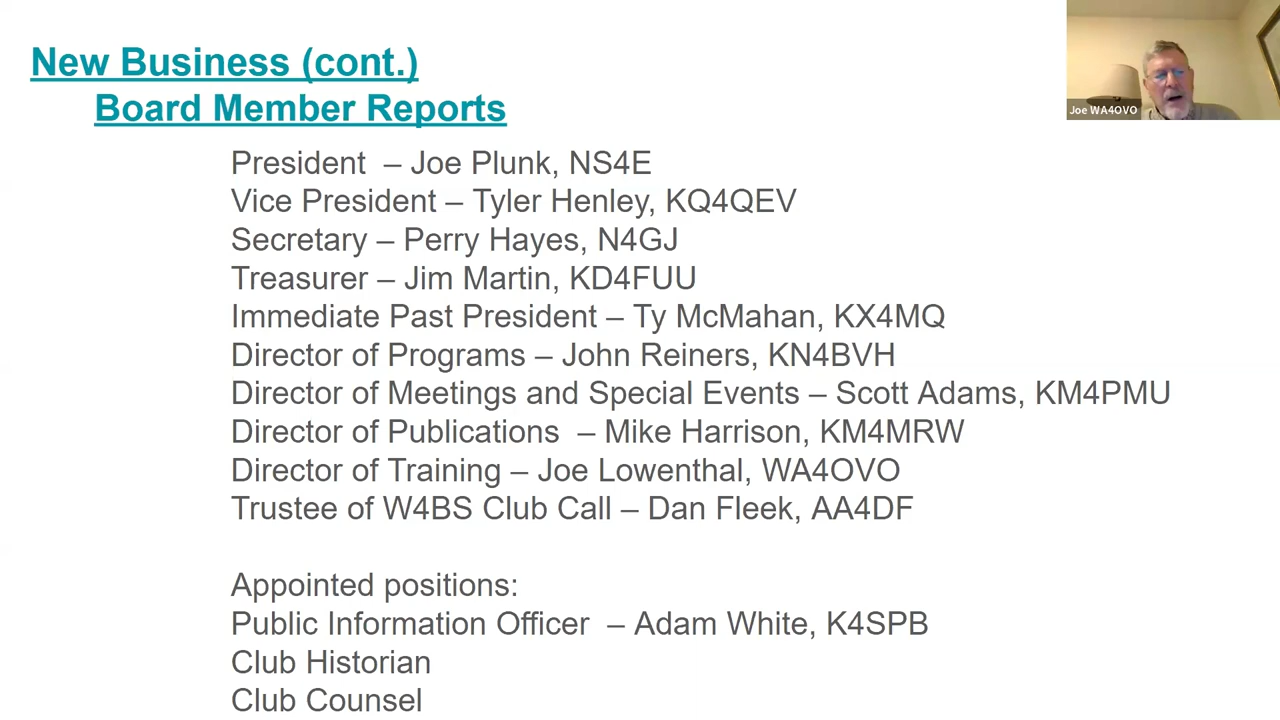 New Business (cont.)
Board Member Reports
Joe WA4OVO
President – Joe Plunk, NS4E
Vice President – Tyler Henley, KQ4QEV
Secretary – Perry Hayes, N4GJ
Treasurer – Jim Martin, KD4FUU
Immediate Past President – Ty McMahan, KX4MQ
Director of Programs – John Reiners, KN4BVH
Director of Meetings and Special Events – Scott Adams, KM4PMU
Director of Publications – Mike Harrison, KM4MRW
Director of Training – Joe Lowenthal, WA4OVO
Trustee of W4BS Club Call – Dan Fleek, AA4DF
Appointed positions:
Public Information Officer – Adam White, K4SPB
Club Historian
Club Counsel